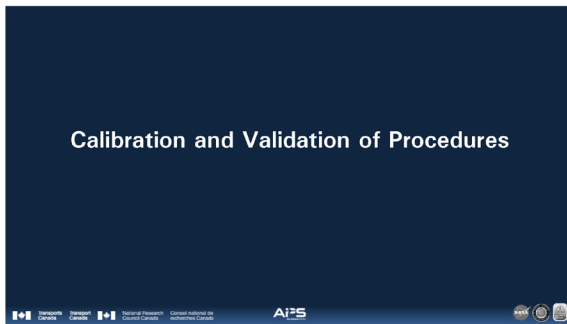 Calibration and Validation of Procedures
Transports Transport National Research Conseil national de
Canada Canada Council Canada recherches Canada
AiPS
NASA